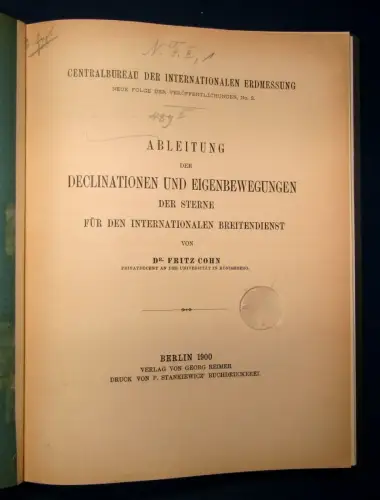 N. F. 2, 1
CENTRALBUREAU DER INTERNATIONALEN ERDMESSUNG
NEUE FOLGE DER VERÖFFENTLICHUNGEN, No. 2.
ABLEITUNG
DER
DECLINATIONEN UND EIGENBEWEGUNGEN
DER STERNE
FÜR DEN INTERNATIONALEN BREITENDIENST
VON
DR. FRITZ COHN
PRIVATDOCENT AN DER UNIVERSITÄT IN KÖNIGSBERG.
BERLIN 1900
VERLAG VON GEORG REIMER
DRUCK VON P. STANKIEWICZ' BUCHDRUCKEREI.